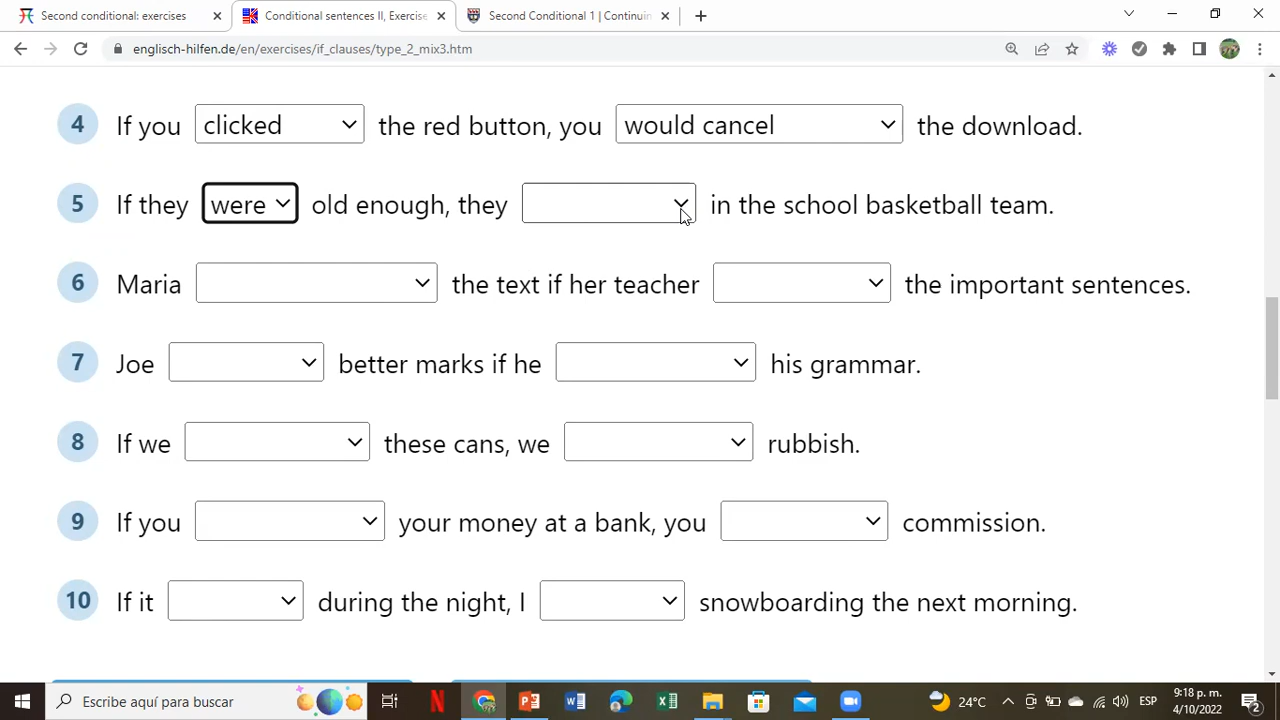 Second conditional: exercises
Conditional sentences II, Exercise
Second Conditional 1 | Continuin
englisch-hilfen.de/en/exercises/if_clauses/type_2_mix3.htm
4 If you clicked the red button, you would cancel the download.
5 If they were old enough, they in the school basketball team.
6 Maria the text if her teacher the important sentences.
7 Joe better marks if he his grammar.
8 If we these cans, we rubbish.
9 If you your money at a bank, you commission.
10 If it during the night, I snowboarding the next morning.
Escribe aquí para buscar
24°C
ESP
9:18 p. m.
4/10/2022
2